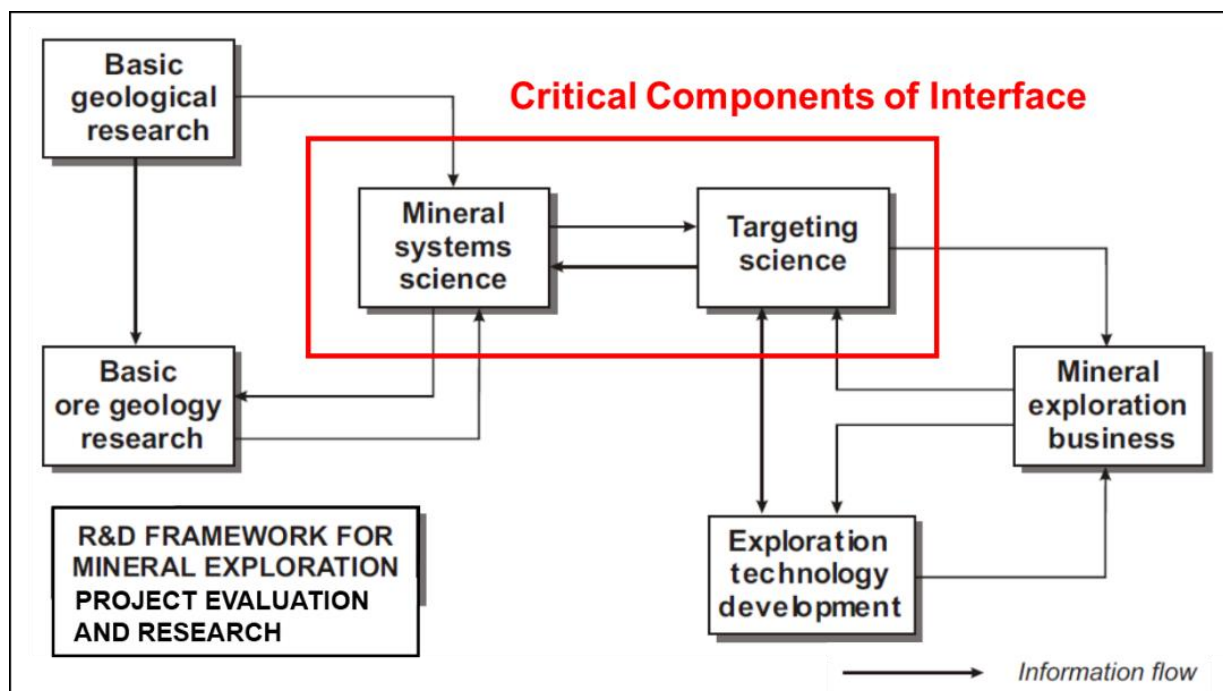 Basic
geological
research
Critical Components of Interface
Mineral
systems
science
Targeting
science
Basic
ore geology
research
Mineral
exploration
business
R&D FRAMEWORK FOR
MINERAL EXPLORATION
PROJECT EVALUATION
AND RESEARCH
Exploration
technology
development
Information flow